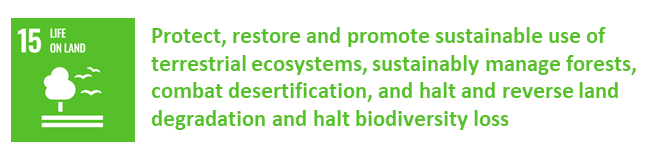 15 LIFE
ON LAND
Protect, restore and promote sustainable use of
terrestrial ecosystems, sustainably manage forests,
combat desertification, and halt and reverse land
degradation and halt biodiversity loss